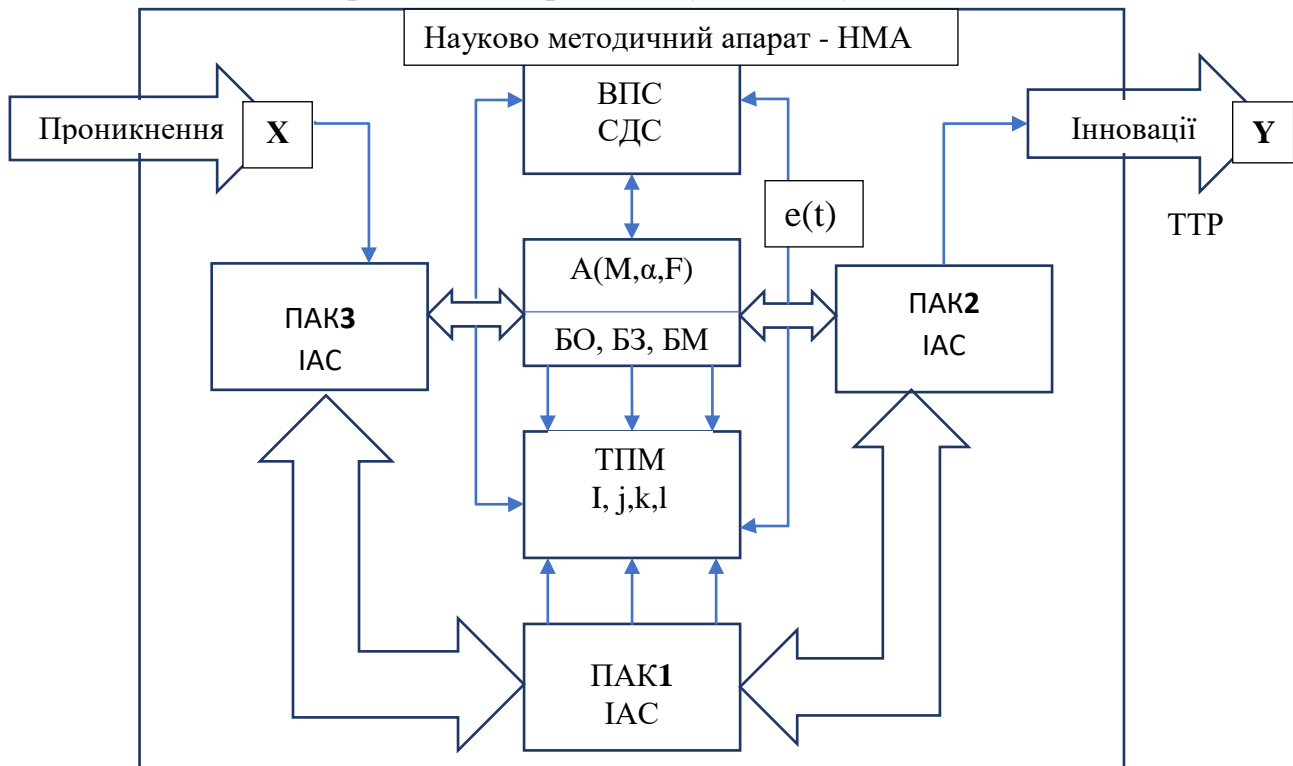 Науково методичний апарат - НМА
Проникнення
X
ВПС
СДС
Інновації
Y
e(t)
ТТР
А(М,α,F)
БО, БЗ, БМ
ПАК3
ІАС
ПАК2
ІАС
ТПМ
I, j,k,l
ПАК1
ІАС